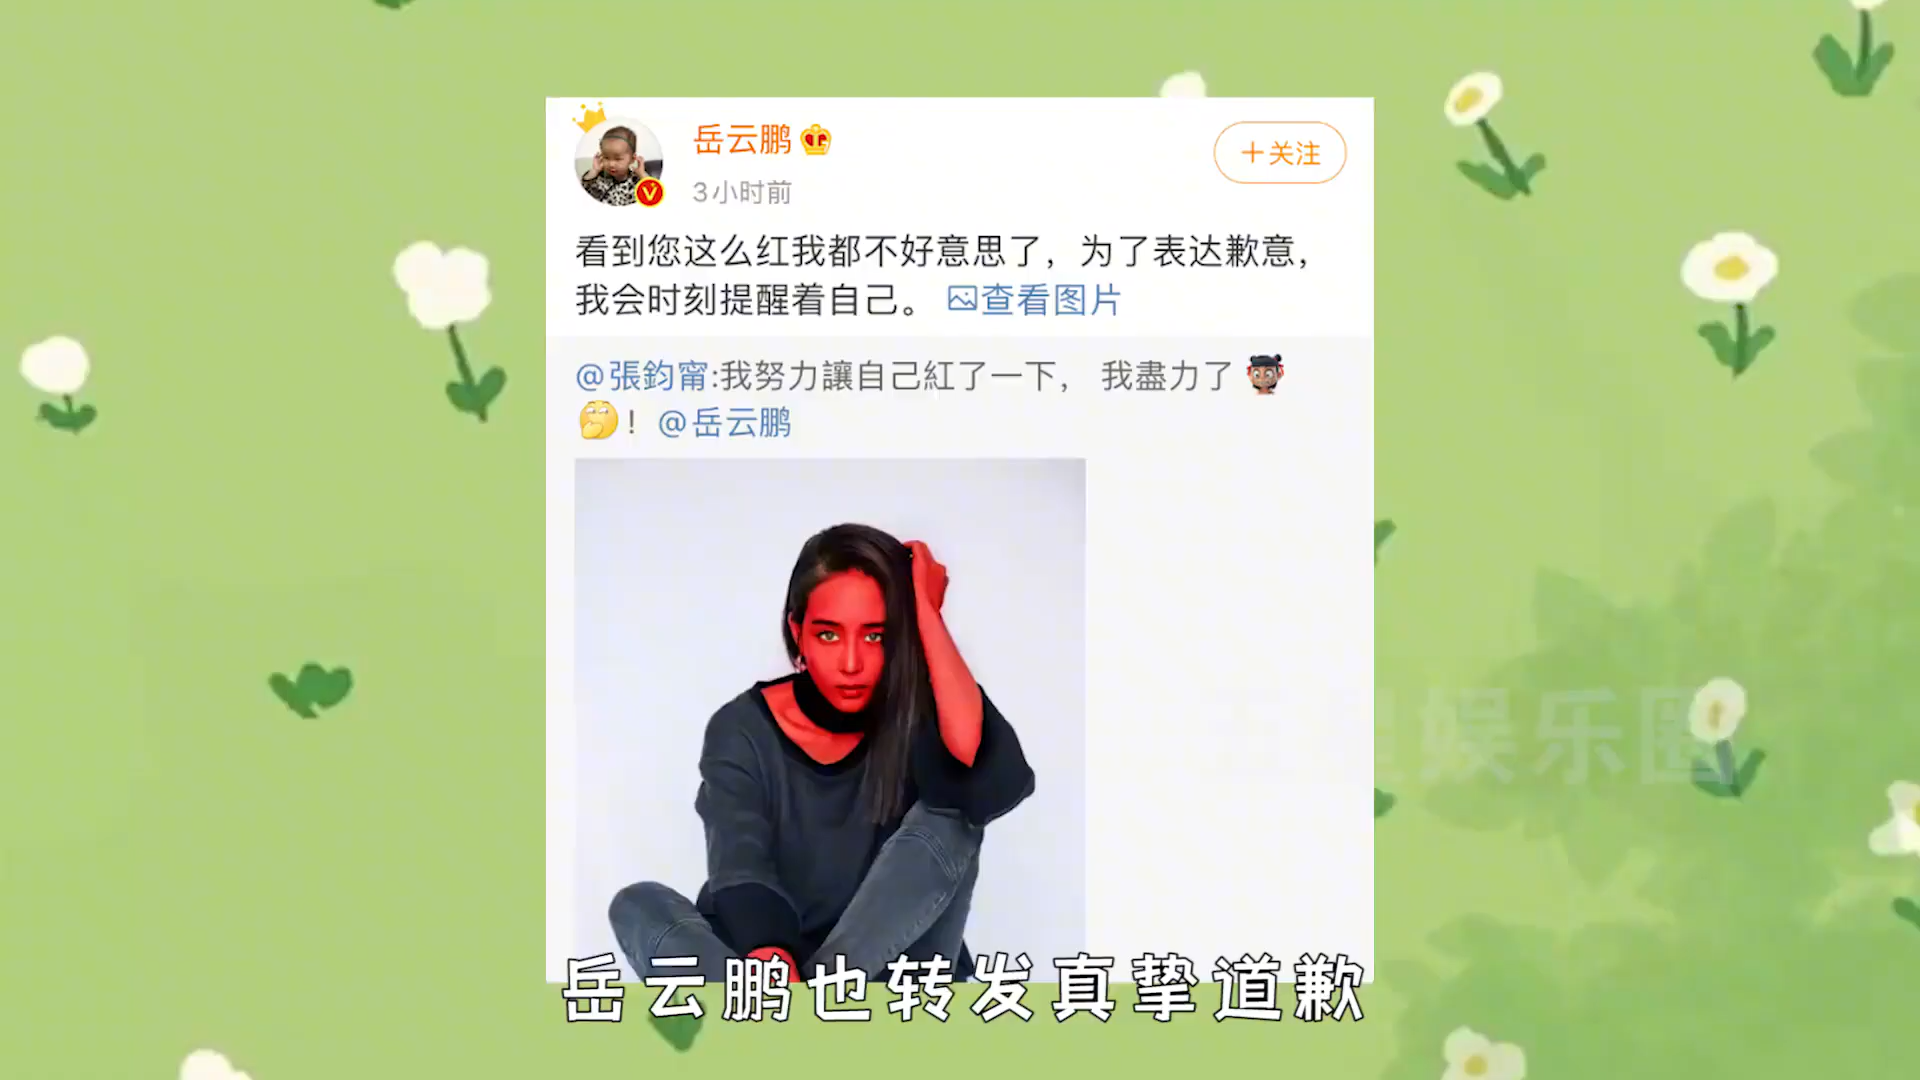 岳云鹏
+关注
3小时前
看到您这么红我都不好意思了，为了表达歉意，
我会时刻提醒着自己。 查看图片
@張鈞甯:我努力讓自己紅了一下， 我盡力了
！ @岳云鹏
娱乐圈
岳云鹏也转发真挚道歉